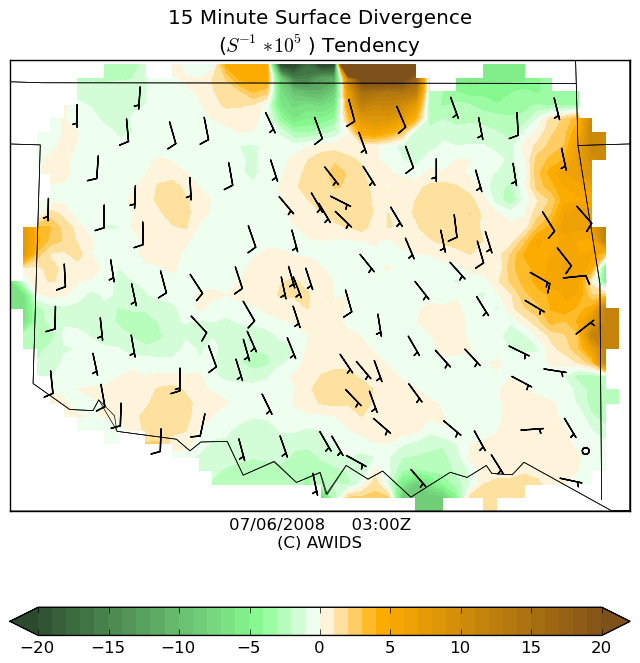 15 Minute Surface Divergence
(S⁻¹ *10⁵ ) Tendency
07/06/2008 03:00Z
(C) AWIDS
−20 −15 −10 −5 0 5 10 15 20